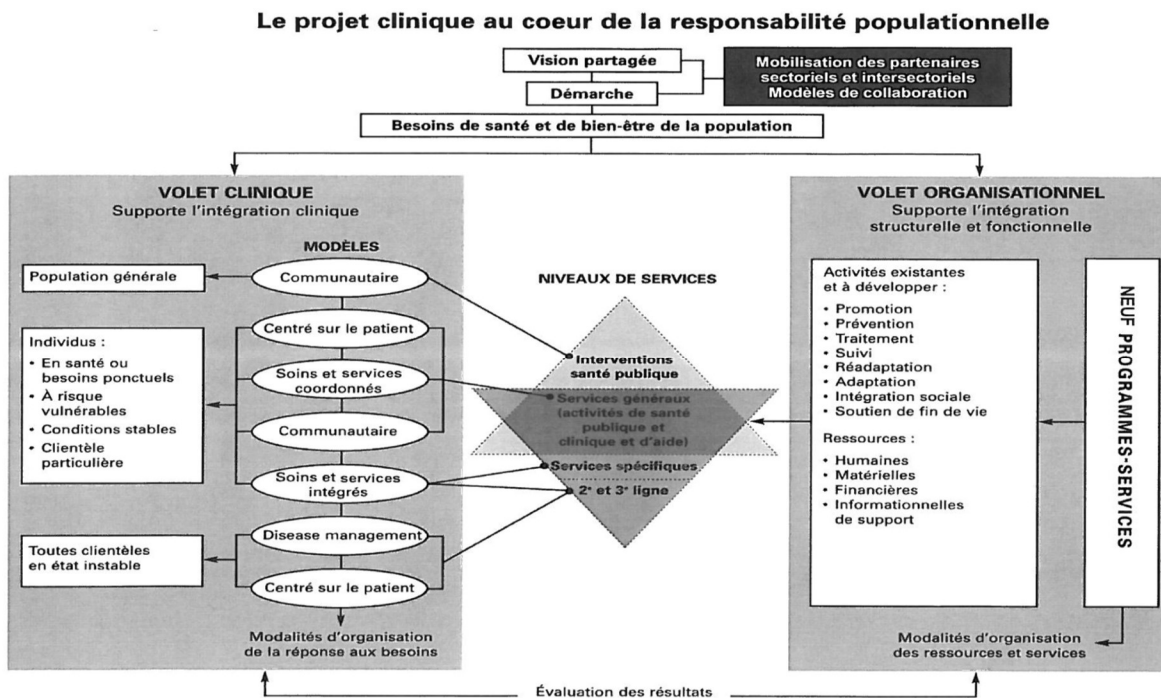 Le projet clinique au coeur de la responsabilité populationnelle
Vision partagée
Démarche
Mobilisation des partenaires
sectoriels et intersectoriels
Modèles de collaboration
Besoins de santé et de bien-être de la population
VOLET CLINIQUE
Supporte l'intégration clinique
MODÈLES
Population générale
Communautaire
Individus :
• En santé ou
besoins ponctuels
• À risque
vulnérables
• Conditions stables
• Clientèle
particulière
Centré sur le patient
Soins et services
coordonnés
Communautaire
Soins et services
intégrés
Toutes clientèles
en état instable
Disease management
Centré sur le patient
Modalités d'organisation
de la réponse aux besoins
NIVEAUX DE SERVICES
Interventions
santé publique
Services généraux
(activités de santé
publique et
clinique et d'aide)
Services spécifiques
2e et 3e ligne
VOLET ORGANISATIONNEL
Supporte l'intégration
structurelle et fonctionnelle
Activités existantes
et à développer :
• Promotion
• Prévention
• Traitement
• Suivi
• Réadaptation
• Adaptation
• Intégration sociale
• Soutien de fin de vie
Ressources :
• Humaines
• Matérielles
• Financières
• Informationnelles
de support
NEUF PROGRAMMES-SERVICES
Modalités d'organisation
des ressources et services
Évaluation des résultats